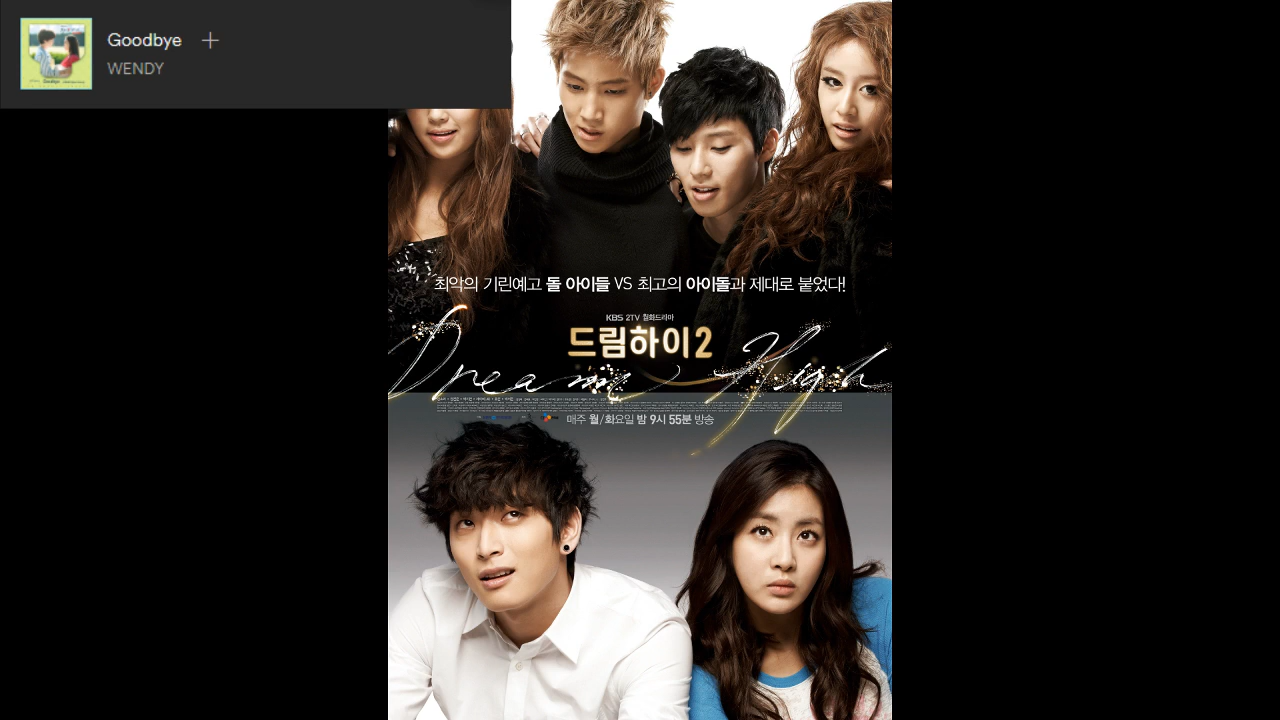 Goodbye
WENDY
최악의 기린예고 돌 아이들 VS 최고의 아이돌과 제대로 붙었다!
KBS 2TV 월화드라마
드림하이2
Dream High
매주 월/화요일 밤 9시 55분 방송